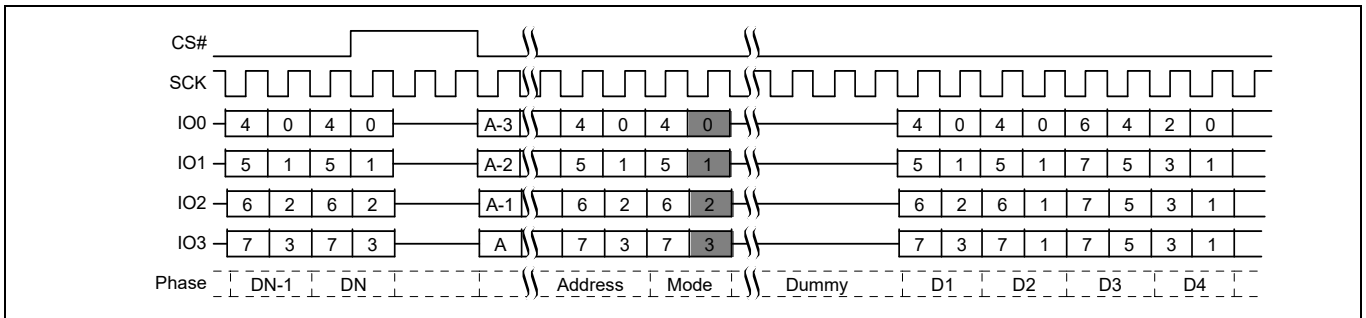 CS#
SCK
IO0 4 0 4 0 A-3 4 0 4 0 4 0 4 0 6 4 2 0
IO1 5 1 5 1 A-2 5 1 5 1 5 1 5 1 7 5 3 1
IO2 6 2 6 2 A-1 6 2 6 2 6 2 6 1 7 5 3 1
IO3 7 3 7 3 A 7 3 7 3 7 3 7 1 7 5 3 1
Phase DN-1 DN Address Mode Dummy D1 D2 D3 D4